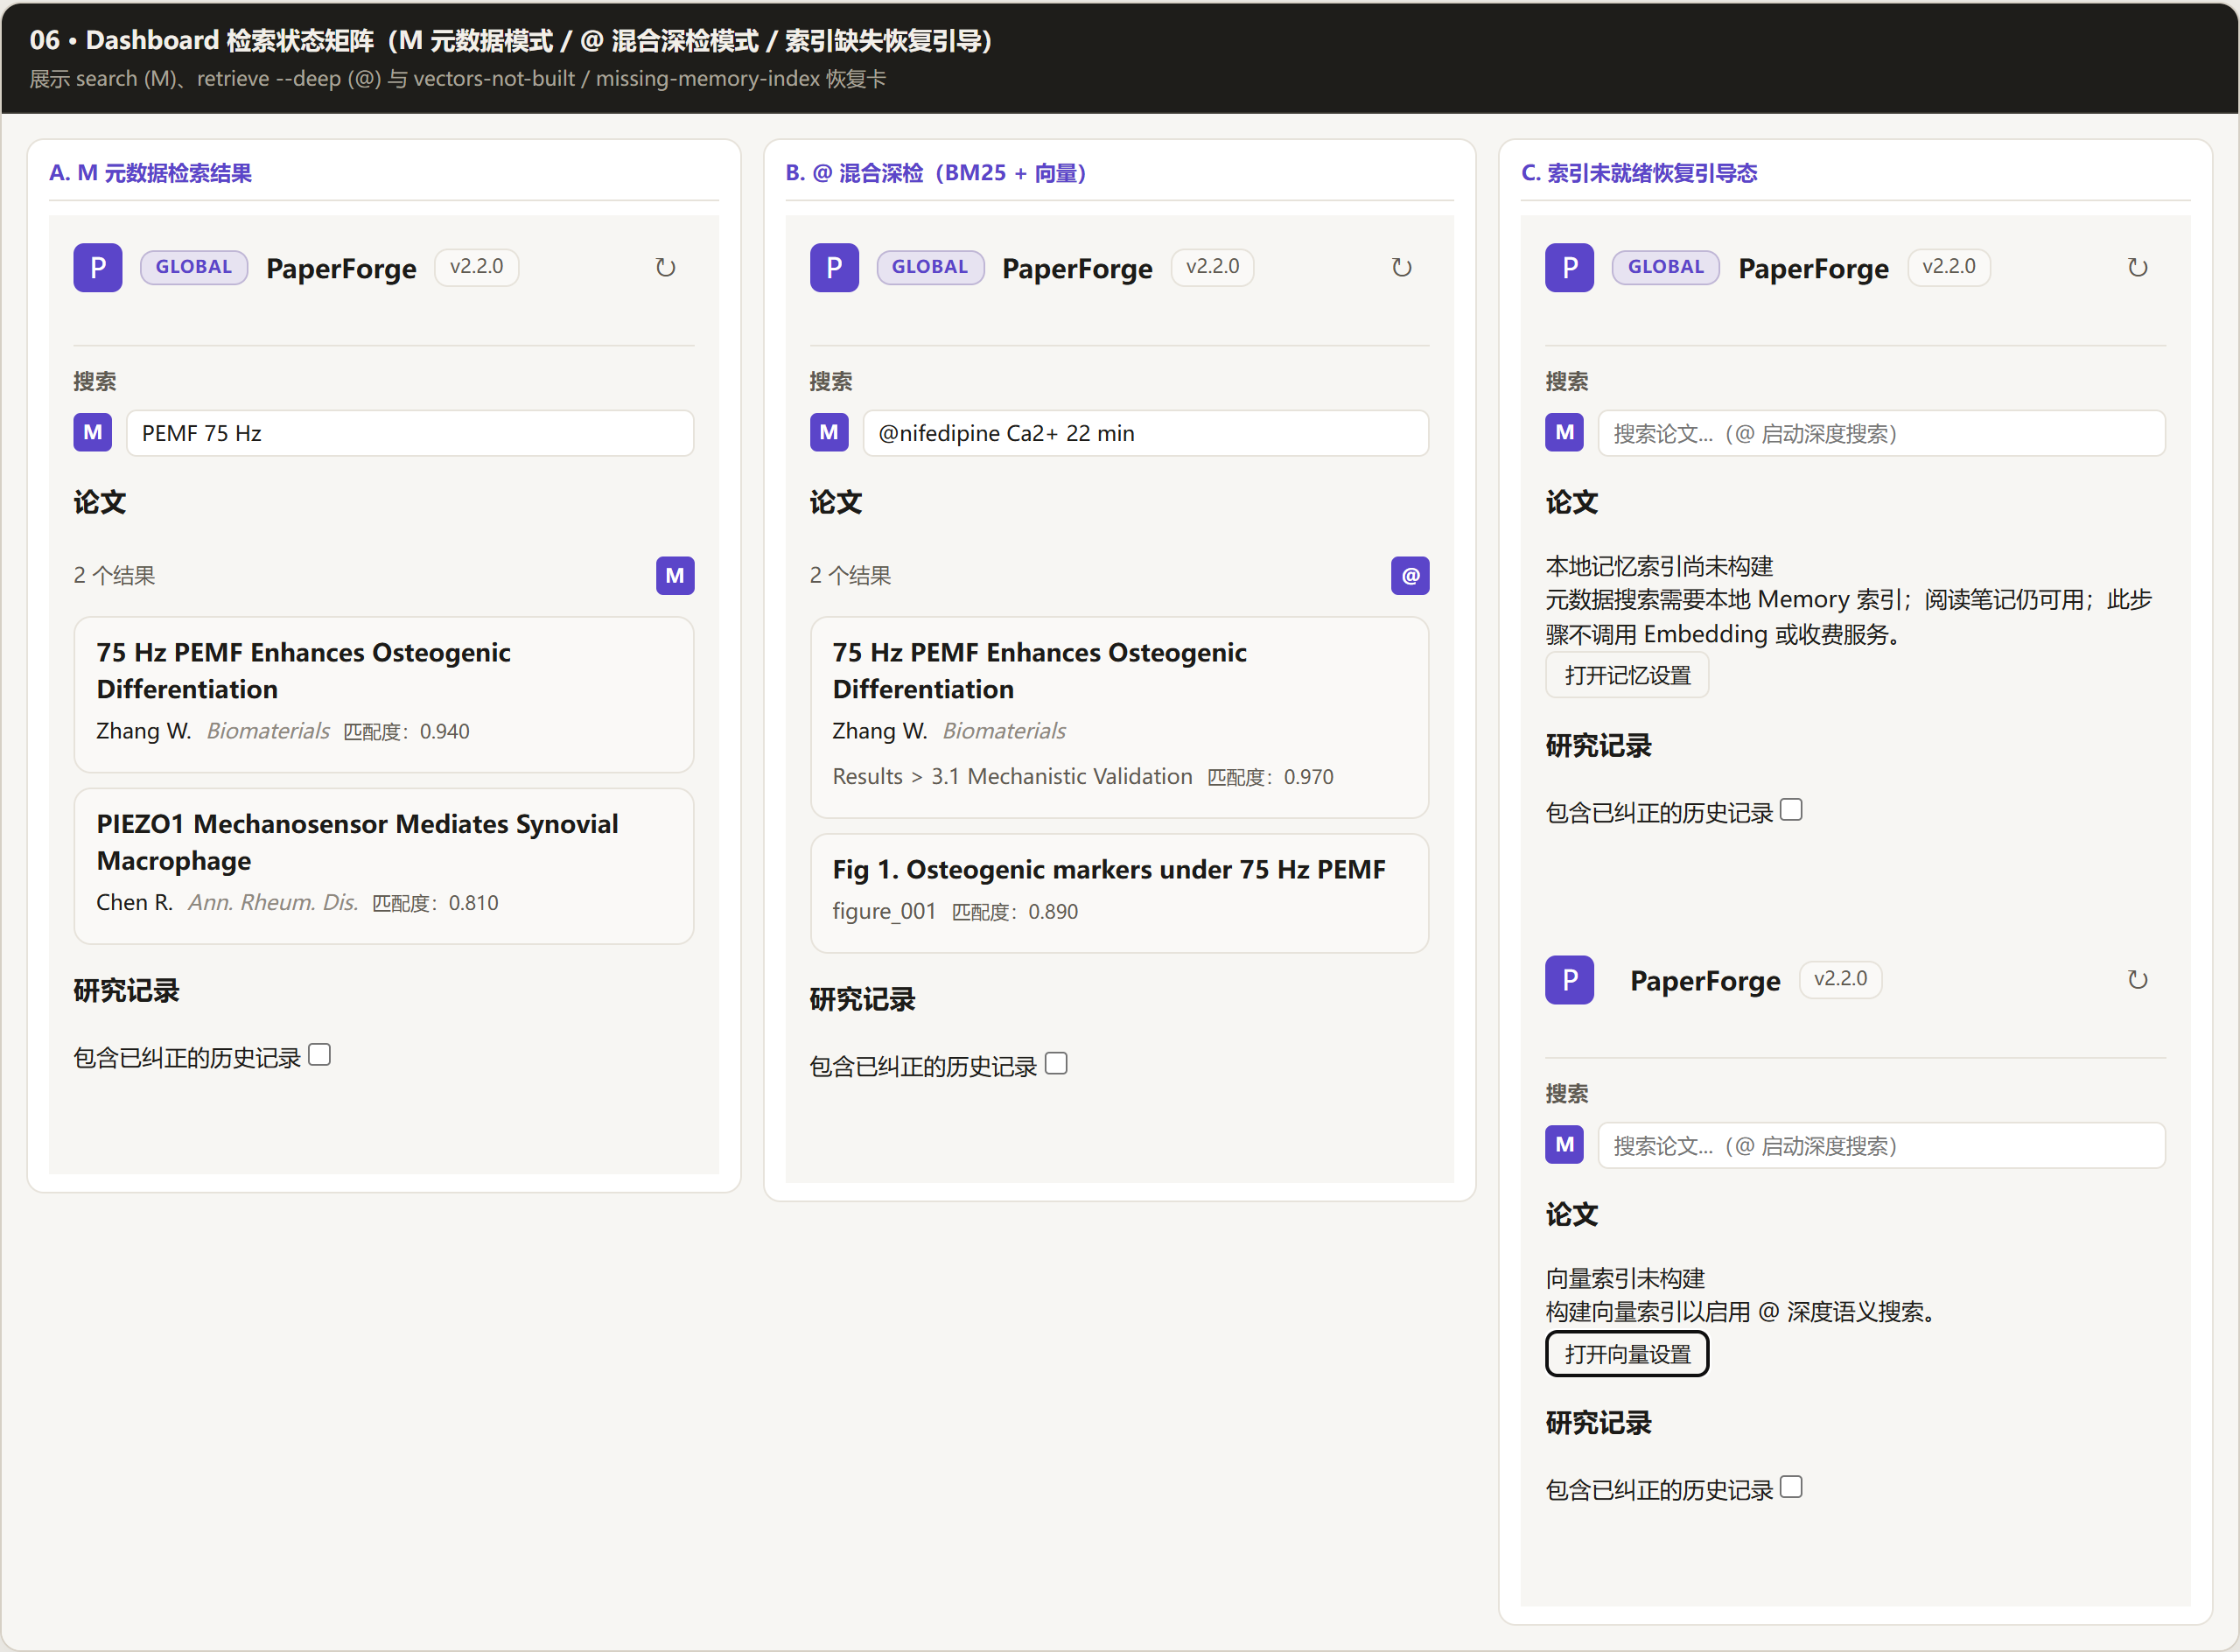 06 • Dashboard 检索状态矩阵（M 元数据模式 / @ 混合深检模式 / 索引缺失恢复引导）
展示 search (M)、retrieve --deep (@) 与 vectors-not-built / missing-memory-index 恢复卡
A. M 元数据检索结果
P GLOBAL PaperForge v2.2.0 ↻
搜索
M PEMF 75 Hz
论文
2 个结果 M
75 Hz PEMF Enhances Osteogenic
Differentiation
Zhang W. Biomaterials 匹配度：0.940
PIEZO1 Mechanosensor Mediates Synovial
Macrophage
Chen R. Ann. Rheum. Dis. 匹配度：0.810
研究记录
包含已纠正的历史记录
B. @ 混合深检（BM25 + 向量）
P GLOBAL PaperForge v2.2.0 ↻
搜索
M @nifedipine Ca2+ 22 min
论文
2 个结果 @
75 Hz PEMF Enhances Osteogenic
Differentiation
Zhang W. Biomaterials
Results > 3.1 Mechanistic Validation 匹配度：0.970
Fig 1. Osteogenic markers under 75 Hz PEMF
figure_001 匹配度：0.890
研究记录
包含已纠正的历史记录
C. 索引未就绪恢复引导态
P GLOBAL PaperForge v2.2.0 ↻
搜索
M 搜索论文...（@ 启动深度搜索）
论文
本地记忆索引尚未构建
元数据搜索需要本地 Memory 索引；阅读笔记仍可用；此步
骤不调用 Embedding 或收费服务。
打开记忆设置
研究记录
包含已纠正的历史记录
P PaperForge v2.2.0 ↻
搜索
M 搜索论文...（@ 启动深度搜索）
论文
向量索引未构建
构建向量索引以启用 @ 深度语义搜索。
打开向量设置
研究记录
包含已纠正的历史记录